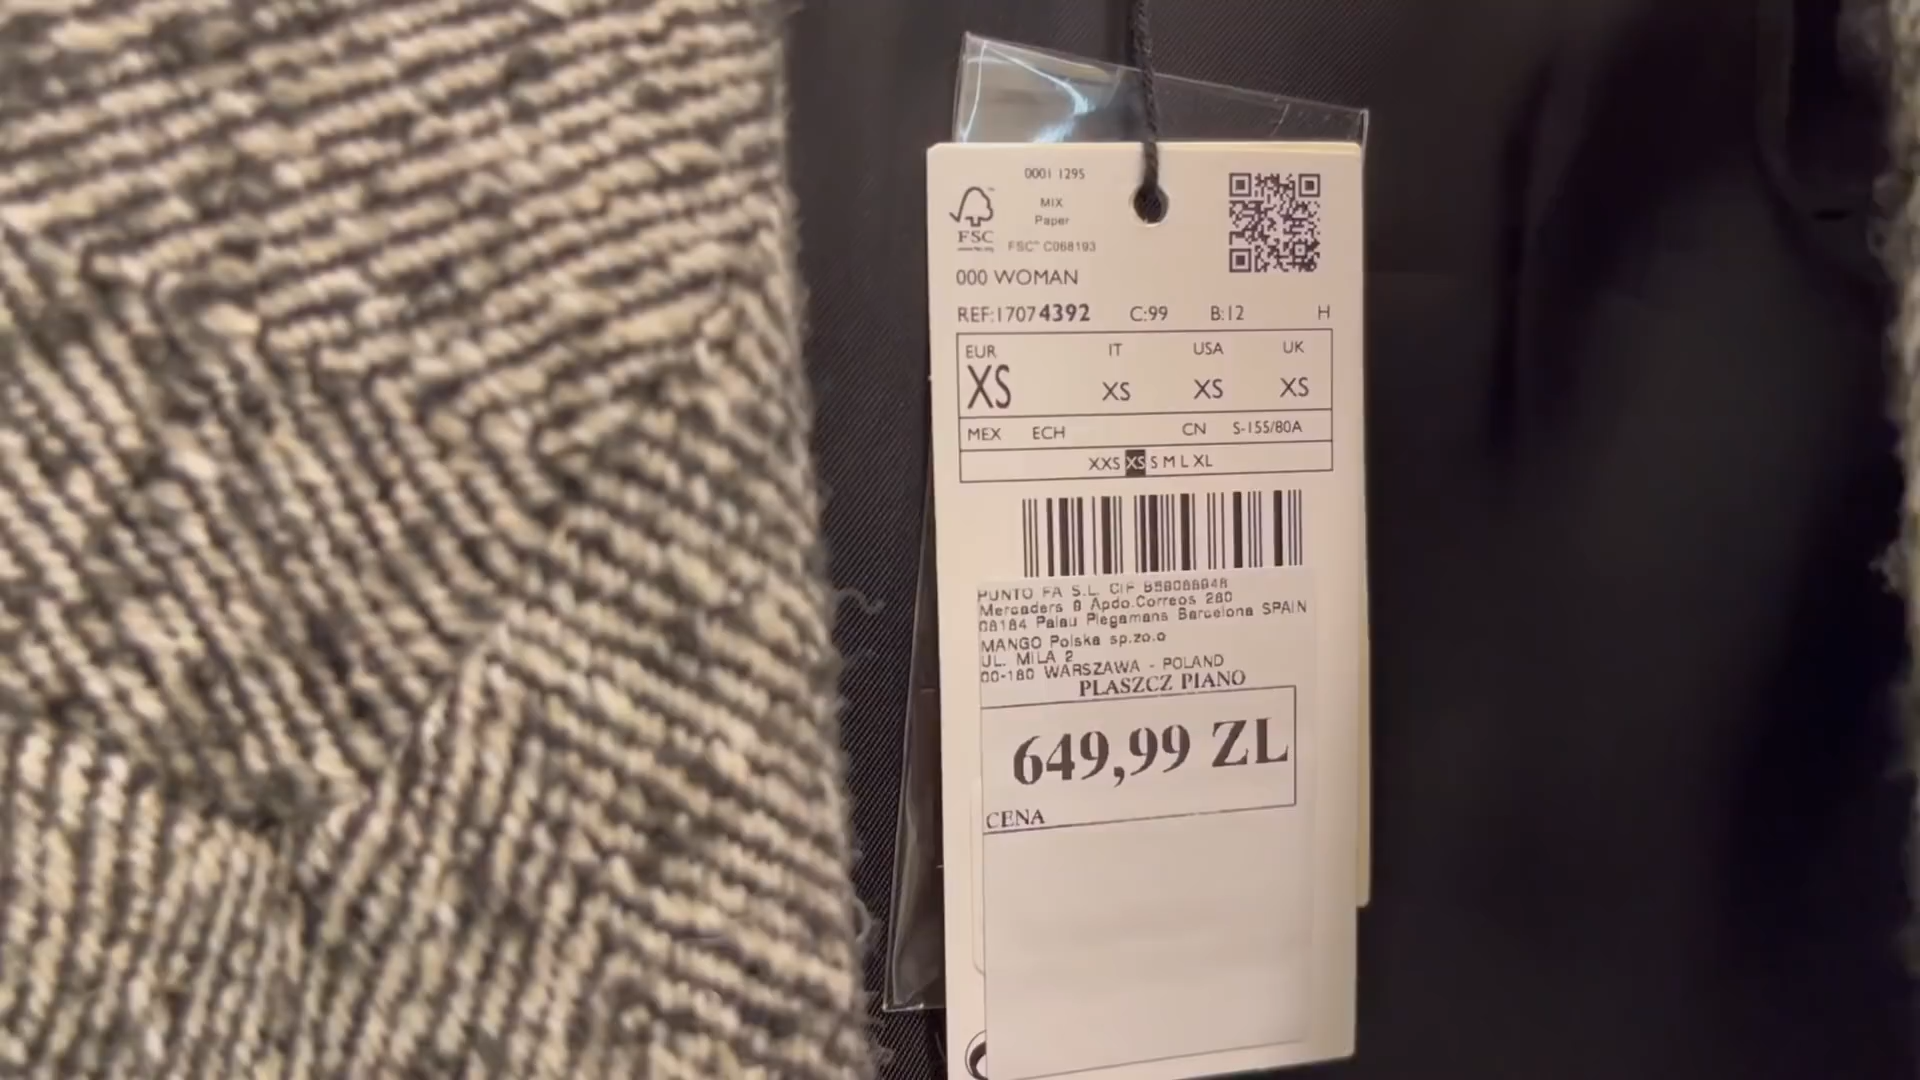 0001 1295
MIX
Paper
FSC
FSC™ C068193
000 WOMAN
REF:17074392 C:99 B:12 H
EUR IT USA UK
XS XS XS XS
MEX ECH CN S-155/80A
XXS XS S M L XL
PUNTO FA S.L. CIF B59088948
Mercaders 9 Apdo.Correos 280
08184 Palau Plegamans Barcelona SPAIN
MANGO Polska sp.zo.o
UL. MILA 2
00-180 WARSZAWA - POLAND
PLASZCZ PIANO
649,99 ZL
CENA